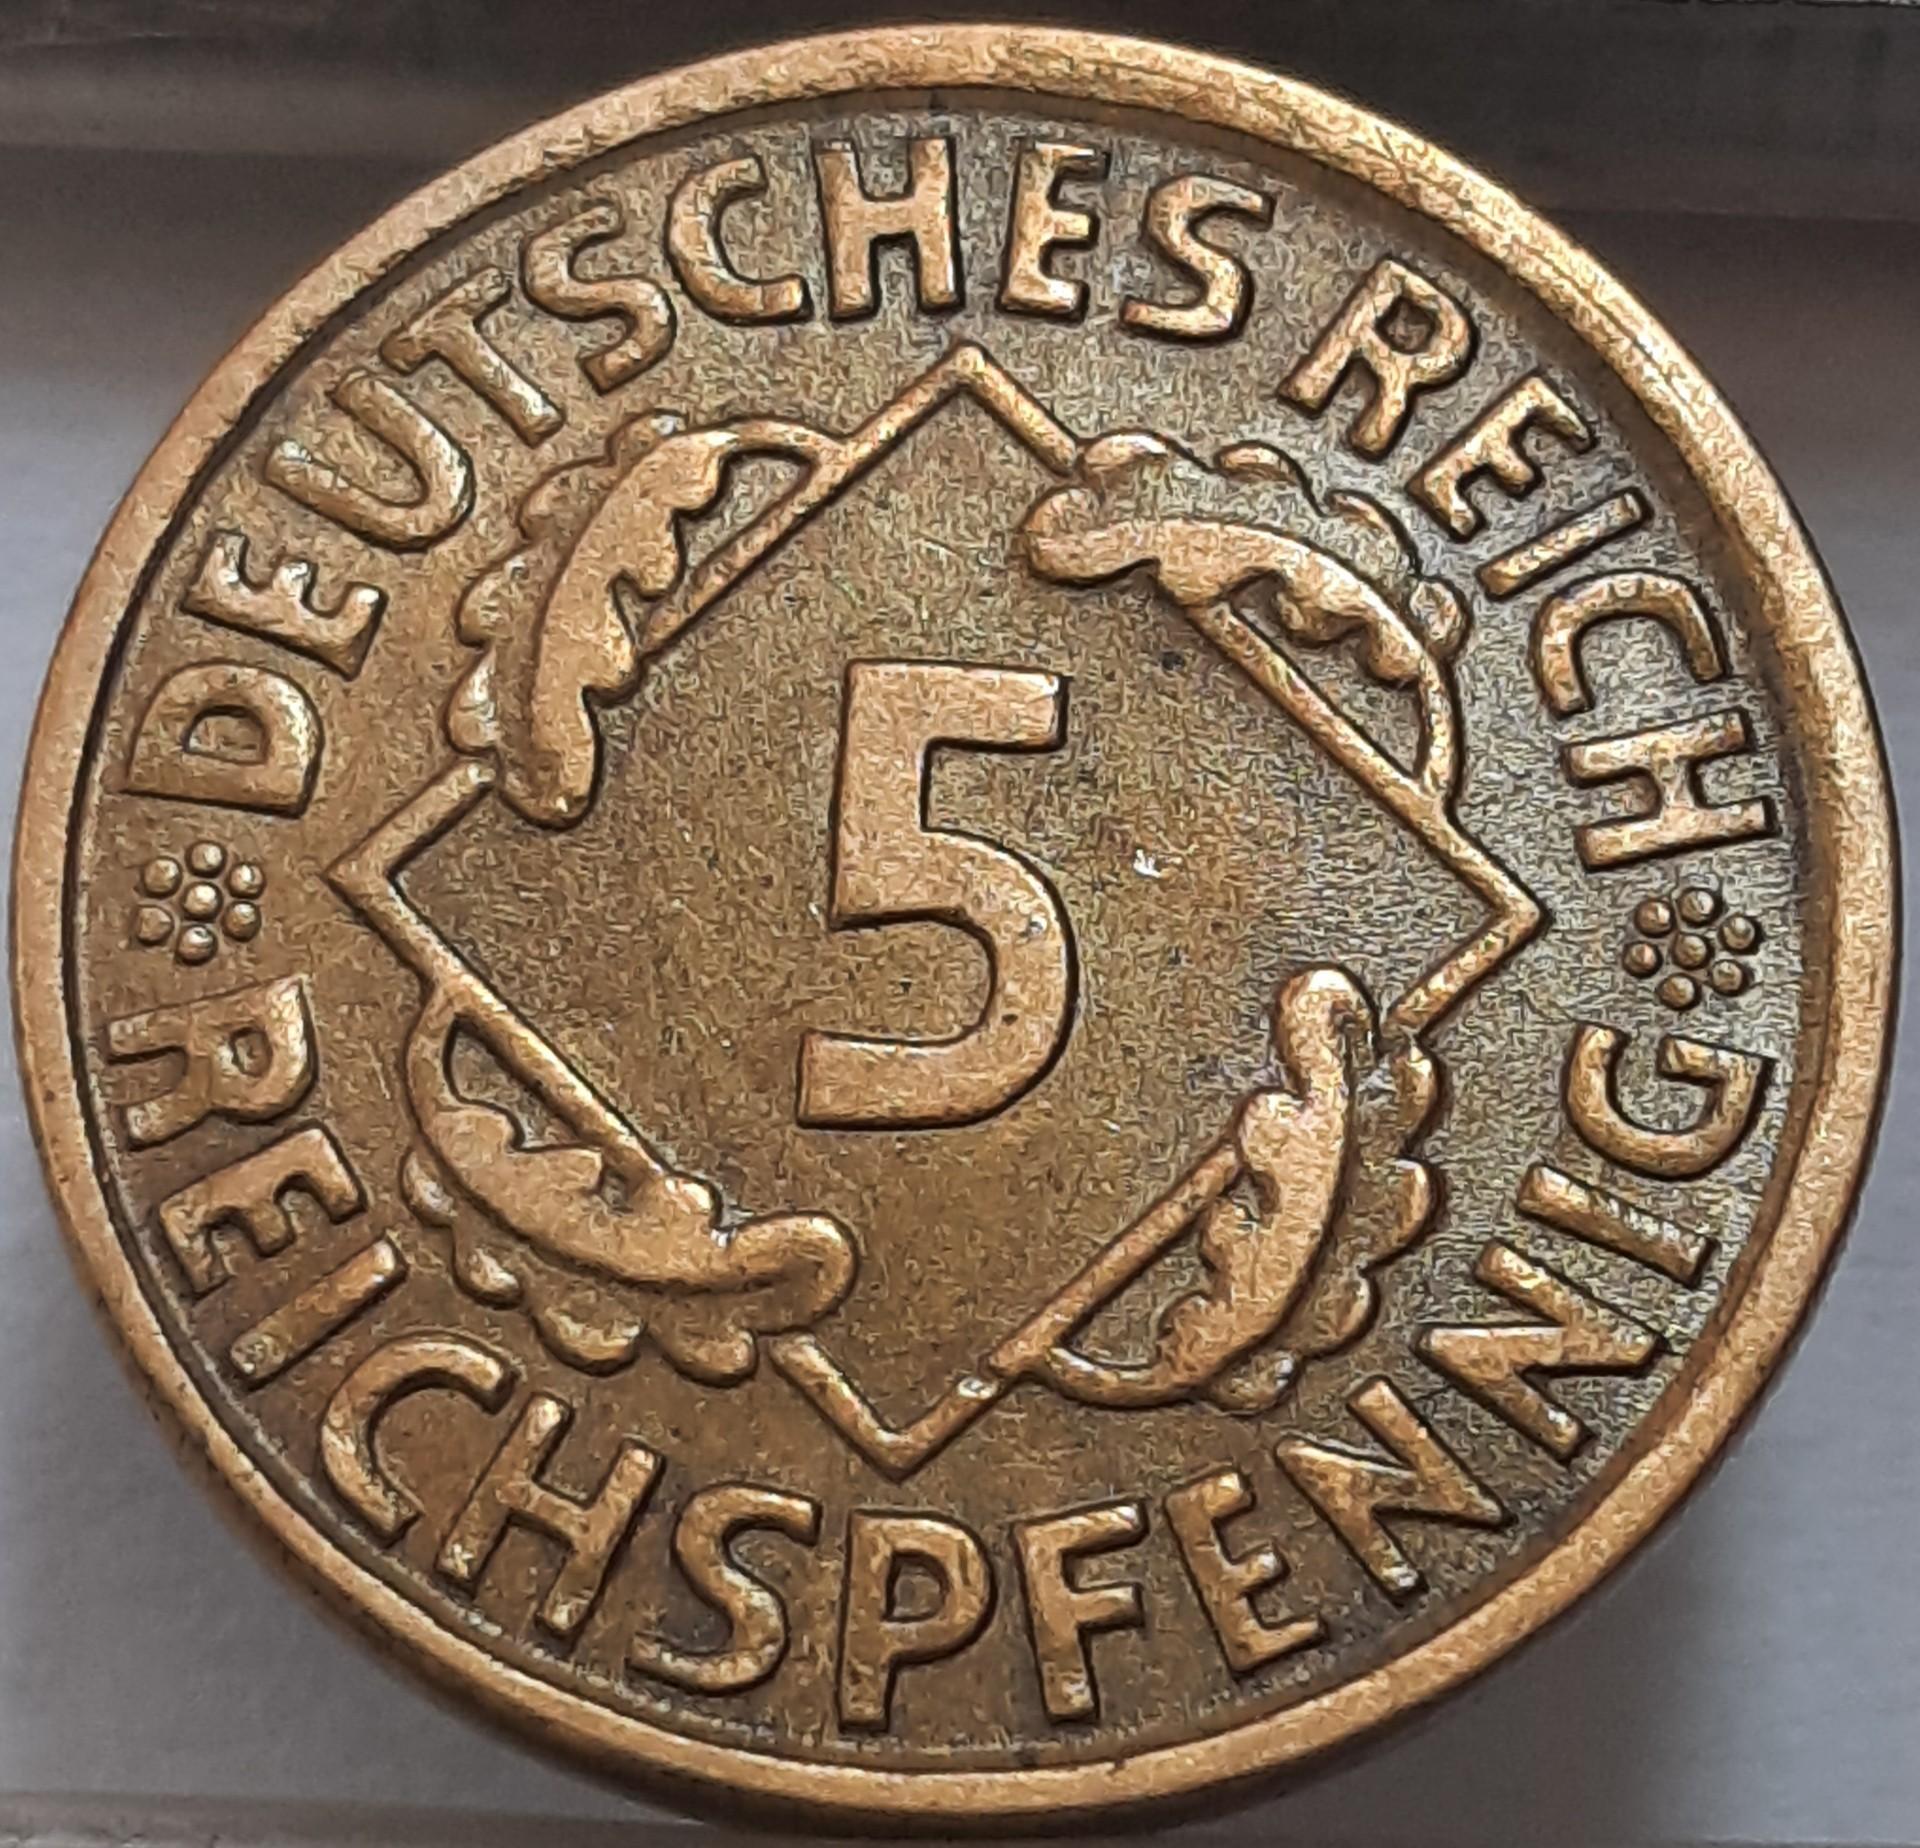 DEUTSCHES REICH
5
REICHSPFENNIG